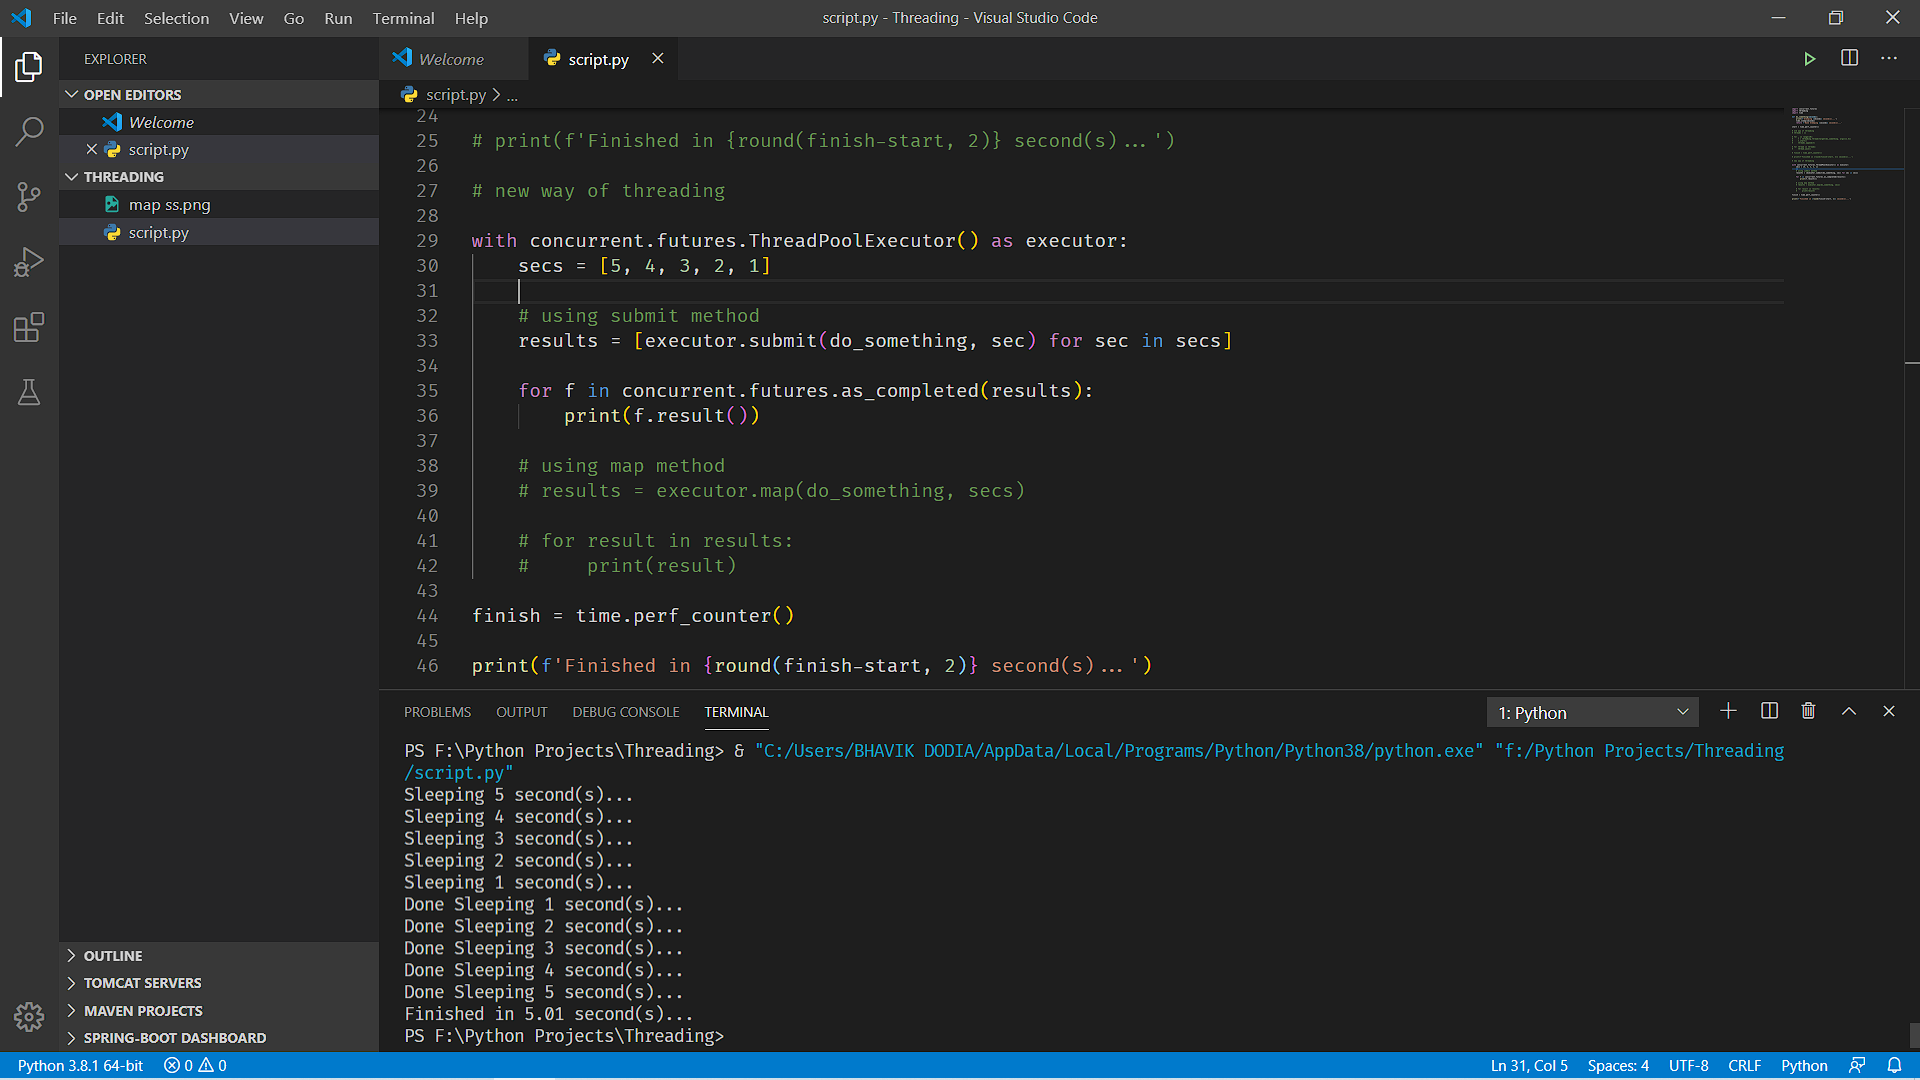 File Edit Selection View Go Run Terminal Help
script.py - Threading - Visual Studio Code
EXPLORER
OPEN EDITORS
Welcome
script.py
THREADING
map ss.png
script.py
OUTLINE
TOMCAT SERVERS
MAVEN PROJECTS
SPRING-BOOT DASHBOARD
Welcome script.py
script.py > ...
24
25 # print(f'Finished in {round(finish-start, 2)} second(s)...')
26
27 # new way of threading
28
29 with concurrent.futures.ThreadPoolExecutor() as executor:
30     secs = [5, 4, 3, 2, 1]
31
32     # using submit method
33     results = [executor.submit(do_something, sec) for sec in secs]
34
35     for f in concurrent.futures.as_completed(results):
36         print(f.result())
37
38     # using map method
39     # results = executor.map(do_something, secs)
40
41     # for result in results:
42     #     print(result)
43
44 finish = time.perf_counter()
45
46 print(f'Finished in {round(finish-start, 2)} second(s)...')
PROBLEMS OUTPUT DEBUG CONSOLE TERMINAL 1: Python
PS F:\Python Projects\Threading> & "C:/Users/BHAVIK DODIA/AppData/Local/Programs/Python/Python38/python.exe" "f:/Python Projects/Threading
/script.py"
Sleeping 5 second(s)...
Sleeping 4 second(s)...
Sleeping 3 second(s)...
Sleeping 2 second(s)...
Sleeping 1 second(s)...
Done Sleeping 1 second(s)...
Done Sleeping 2 second(s)...
Done Sleeping 3 second(s)...
Done Sleeping 4 second(s)...
Done Sleeping 5 second(s)...
Finished in 5.01 second(s)...
PS F:\Python Projects\Threading>
Python 3.8.1 64-bit 0 0 Ln 31, Col 5 Spaces: 4 UTF-8 CRLF Python